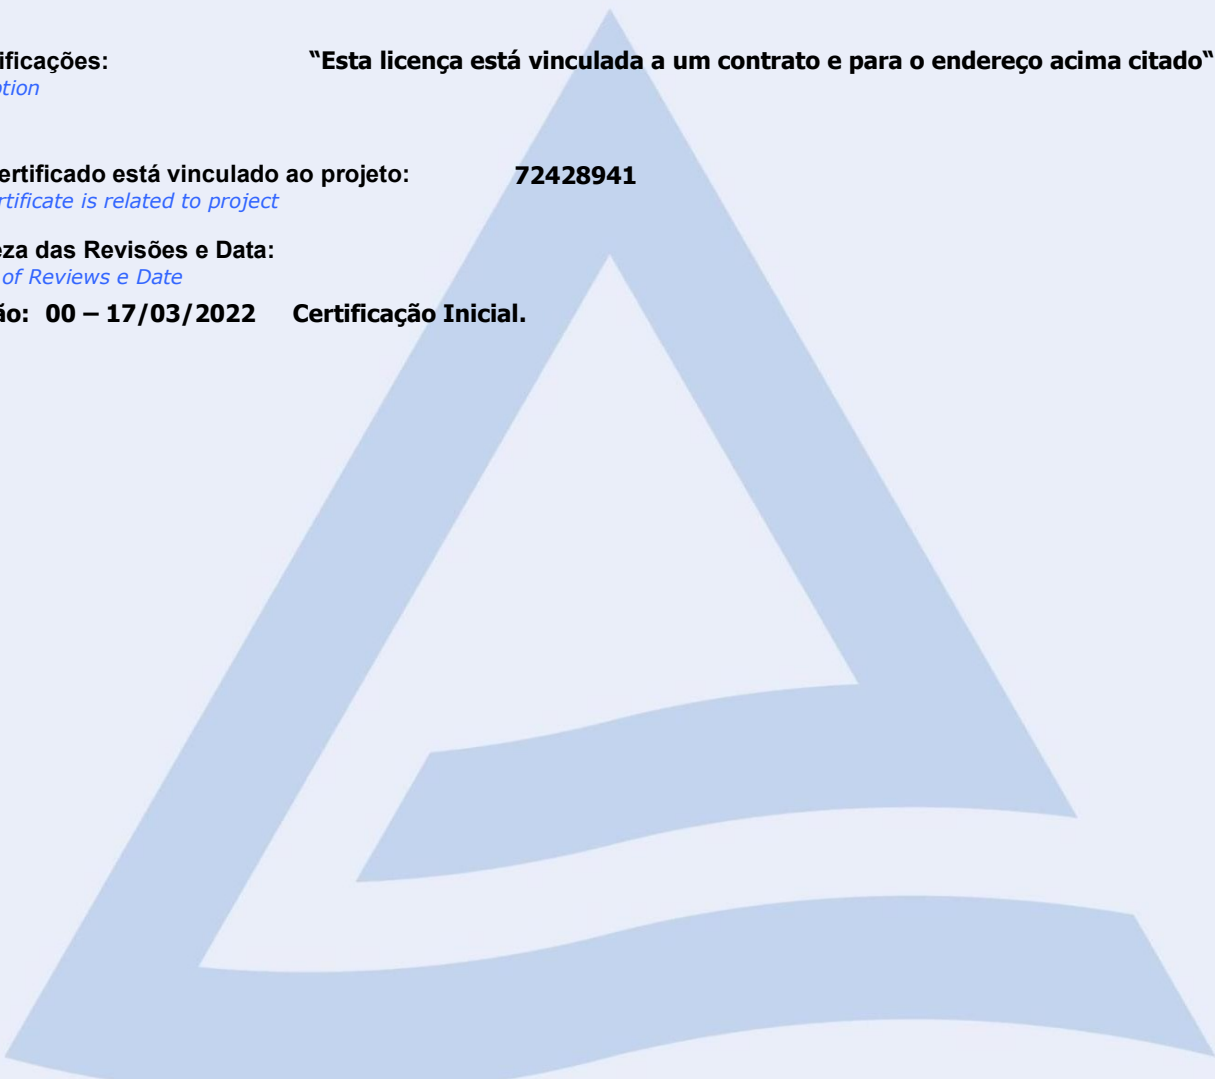 ificações: “Esta licença está vinculada a um contrato e para o endereço acima citado“
tion
ertificado está vinculado ao projeto: 72428941
rtificate is related to project
eza das Revisões e Data:
of Reviews e Date
ão: 00 – 17/03/2022 Certificação Inicial.